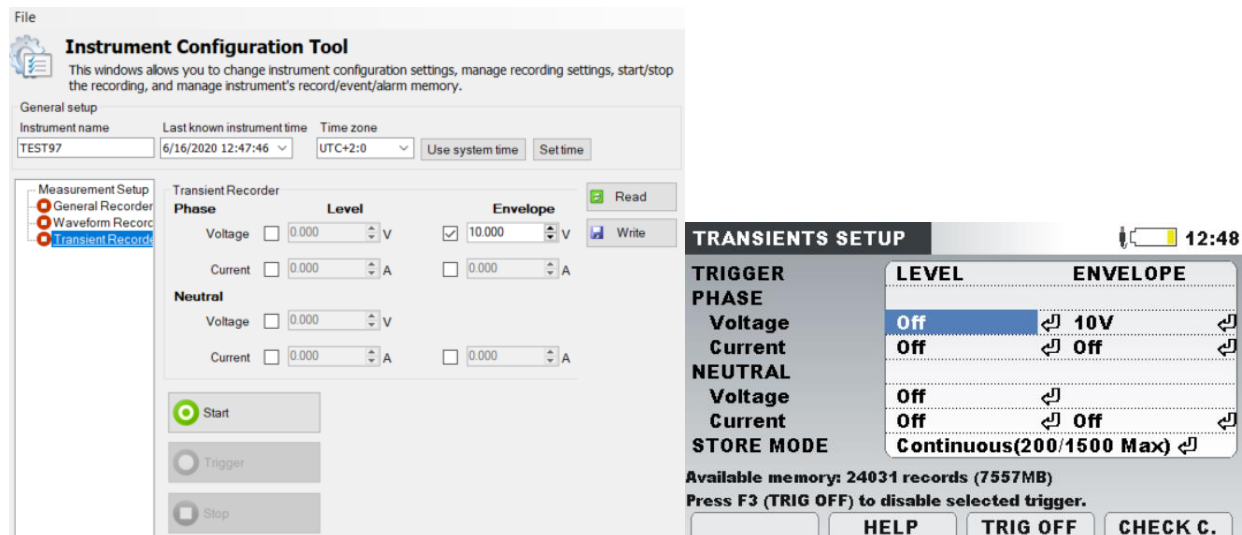 File
Instrument Configuration Tool
This windows allows you to change instrument configuration settings, manage recording settings, start/stop
the recording, and manage instrument's record/event/alarm memory.
General setup
Instrument name Last known instrument time Time zone
TEST97 6/16/2020 12:47:46 UTC+2:0 Use system time Set time
Measurement Setup
General Recorder
Waveform Recorc
Transient Recorde
Transient Recorder
Phase Level Envelope
Voltage 0.000 V 10.000 V
Current 0.000 A 0.000 A
Neutral
Voltage 0.000 V
Current 0.000 A 0.000 A
Read
Write
Start
Trigger
Stop
TRANSIENTS SETUP 12:48
TRIGGER LEVEL ENVELOPE
PHASE
Voltage Off 10V
Current Off Off
NEUTRAL
Voltage Off
Current Off Off
STORE MODE Continuous(200/1500 Max)
Available memory: 24031 records (7557MB)
Press F3 (TRIG OFF) to disable selected trigger.
HELP TRIG OFF CHECK C.